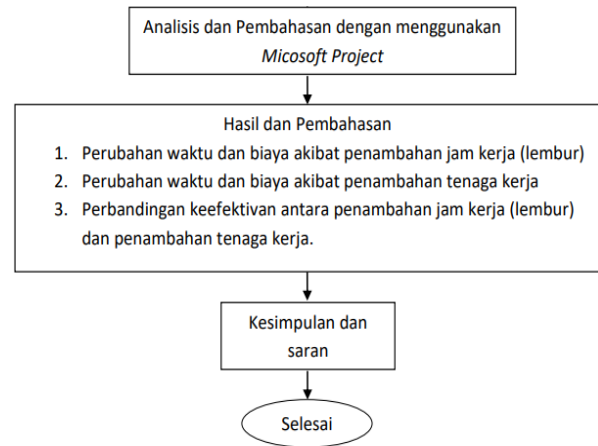 Analisis dan Pembahasan dengan menggunakan
Micosoft Project
Hasil dan Pembahasan
1. Perubahan waktu dan biaya akibat penambahan jam kerja (lembur)
2. Perubahan waktu dan biaya akibat penambahan tenaga kerja
3. Perbandingan keefektivan antara penambahan jam kerja (lembur)
dan penambahan tenaga kerja.
Kesimpulan dan
saran
Selesai